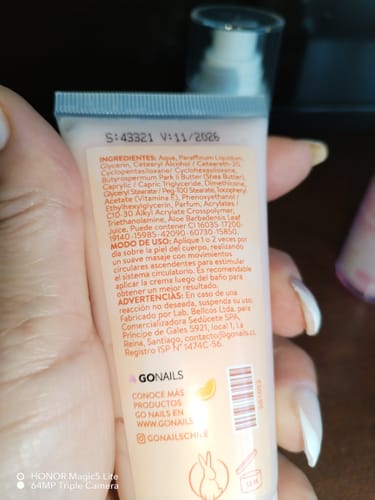 S:43321 V:11/2026
INGREDIENTES: Aqua, Paraffinum Liquidum,
Glycerin, Cetearyl Alcohol / Ceteareth-20,
Cyclopentasiloxane/ Cyclohexasiloxane,
Butyrospermum Park Ii Butter (Shea Butter),
Caprylic / Capric Triglyceride, Dimethicone,
Glyceryl Stearate / Peg 100 Stearate, Tocopheryl
Acetate (Vitamina E), Phenoxyethanol /
Ethylhexylglycerin, Parfum, Acrylates /
C10-30 Alkyl Acrylate Crosspolymer,
Triethanolamine, Aloe Barbadensis Leaf
Juice. Puede contener CI 16035-17200-
19140-15985-42090-60730-15850.
MODO DE USO: Aplique 1 o 2 veces por
día sobre la piel del cuerpo, realizando
un suave masaje con movimientos
circulares ascendentes para estimular
el sistema circulatorio. Es recomendable
aplicar la crema luego del baño para
obtener un mejor resultado.
ADVERTENCIAS: En caso de una
reacción no deseada, suspenda su uso.
Fabricado por Lab. Bellcos Ltda. para
Comercializadora Sedúcete SPA,
Príncipe de Gales 5921, local 1, La
Reina, Santiago, contacto@gonails.cl
Registro ISP N° 1474C-56.
GONAILS
CONOCE MÁS
PRODUCTOS
GO NAILS EN
WWW.GONAILS
GONAILSCHILE
12 M
HONOR Magic5 Lite
64MP Triple Camera